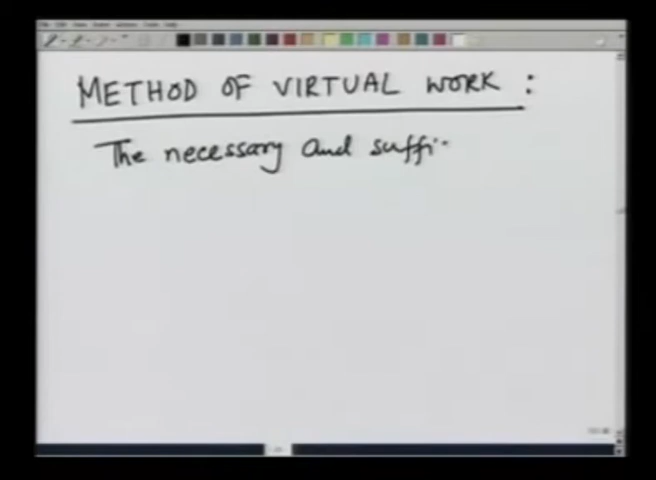 METHOD OF VIRTUAL WORK :
The necessary and suffi